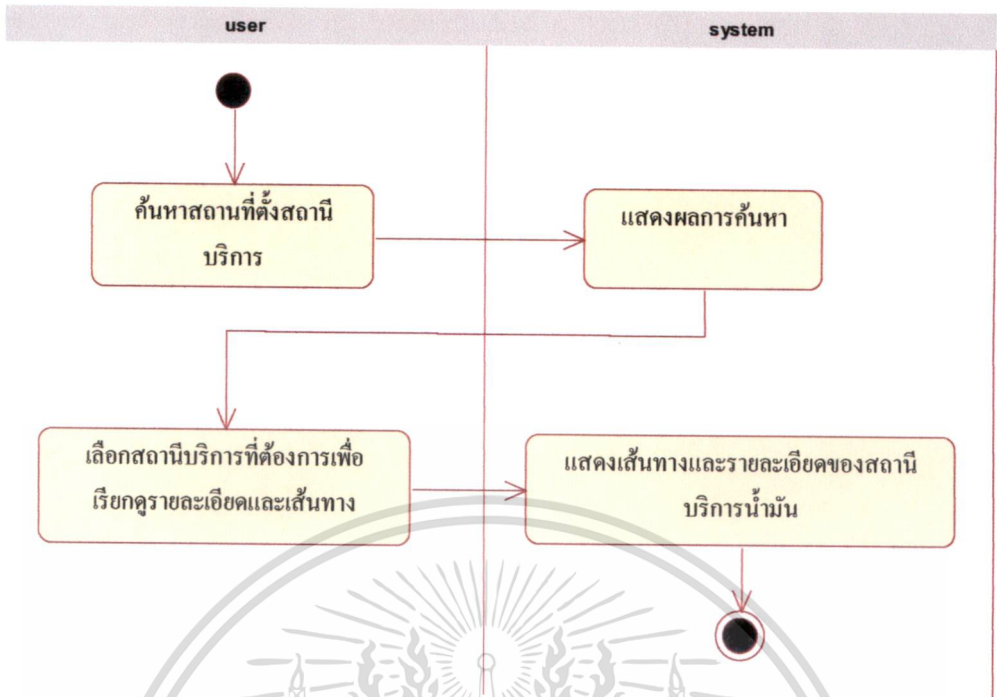 user
system
ค้นหาสถานที่ตั้งสถานี
บริการ
แสดงผลการค้นหา
เลือกสถานีบริการที่ต้องการเพื่อ
เรียกดูรายละเอียดและเส้นทาง
แสดงเส้นทางและรายละเอียดของสถานี
บริการน้ำมัน